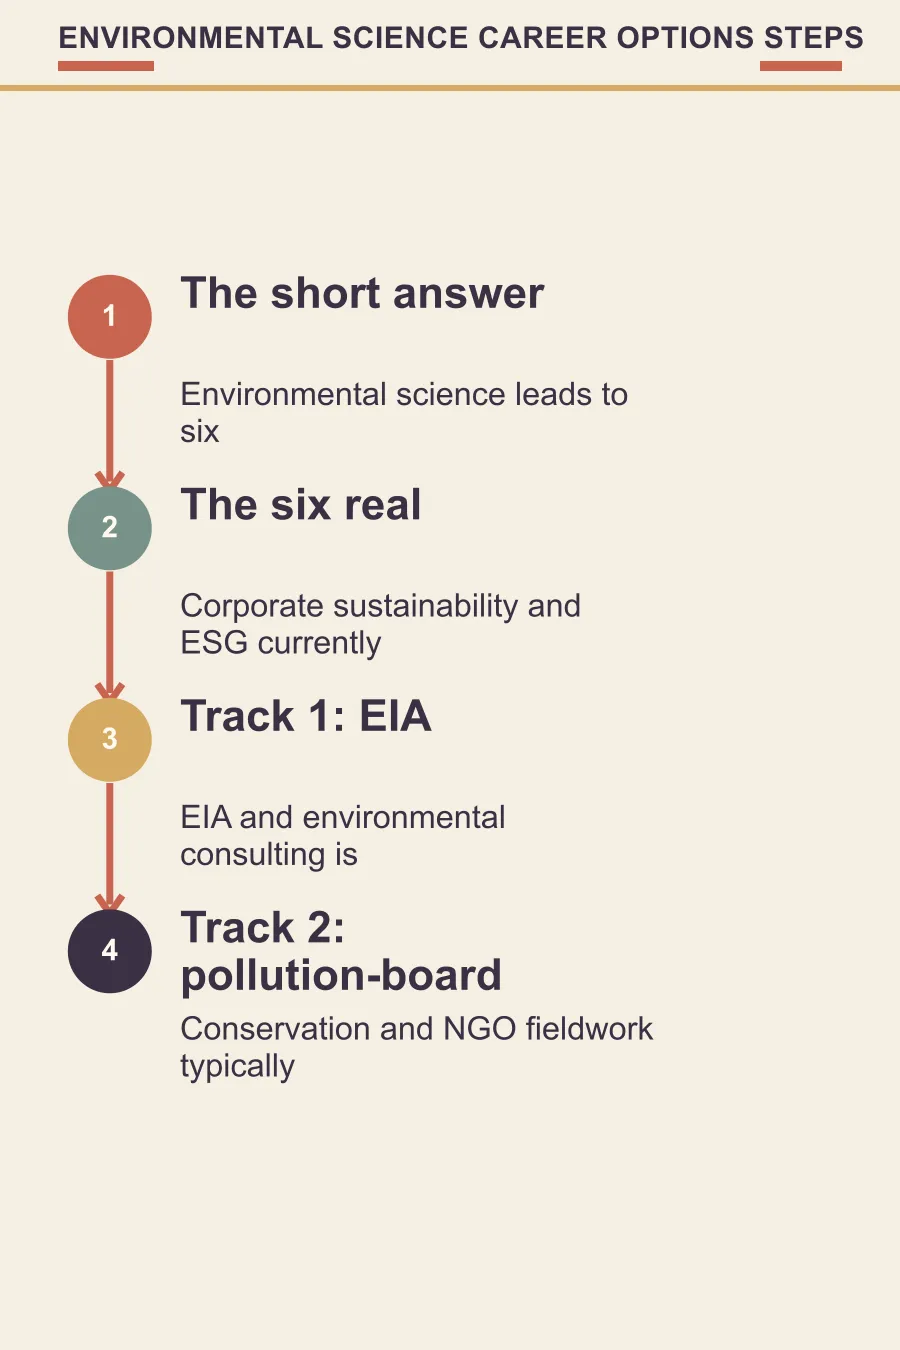 ENVIRONMENTAL SCIENCE CAREER OPTIONS STEPS
1
The short answer
Environmental science leads to
six
2
The six real
Corporate sustainability and
ESG currently
3
Track 1: EIA
EIA and environmental
consulting is
4
Track 2:
pollution-board
Conservation and NGO fieldwork
typically